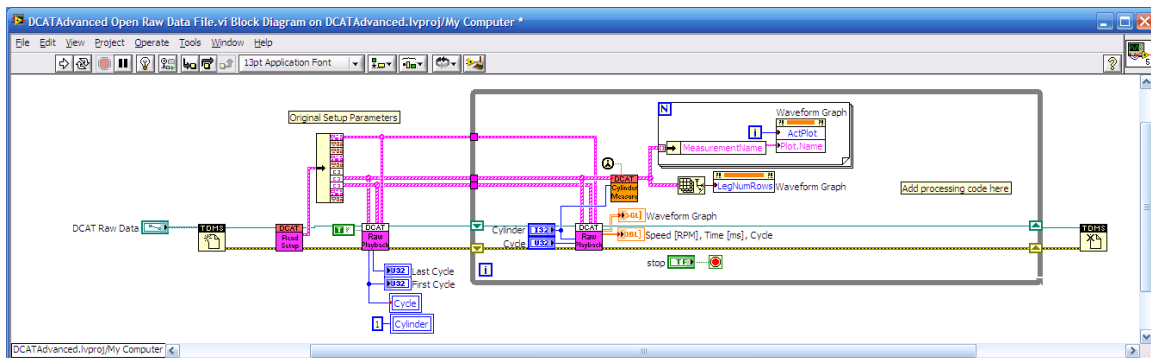 DCATAdvanced Open Raw Data File.vi Block Diagram on DCATAdvanced.lvproj/My Computer *
File Edit View Project Operate Tools Window Help
13pt Application Font
?
5
Original Setup Parameters
N
Waveform Graph
i
ActPlot
MeasurementName
Plot.Name
DCAT
Cylinder
Measure
LegNumRows
Waveform Graph
Add processing code here
DCAT Raw Data
TDMS
DCAT
Read
Setup
T
DCAT
Raw
Playback
Cylinder
I32
Cycle
U32
DCAT
Raw
Playback
SGL
Waveform Graph
DBL
Speed [RPM], Time [ms], Cycle
TDMS
i
stop
TF
U32
Last Cycle
U32
First Cycle
Cycle
1
Cylinder
DCATAdvanced.lvproj/My Computer